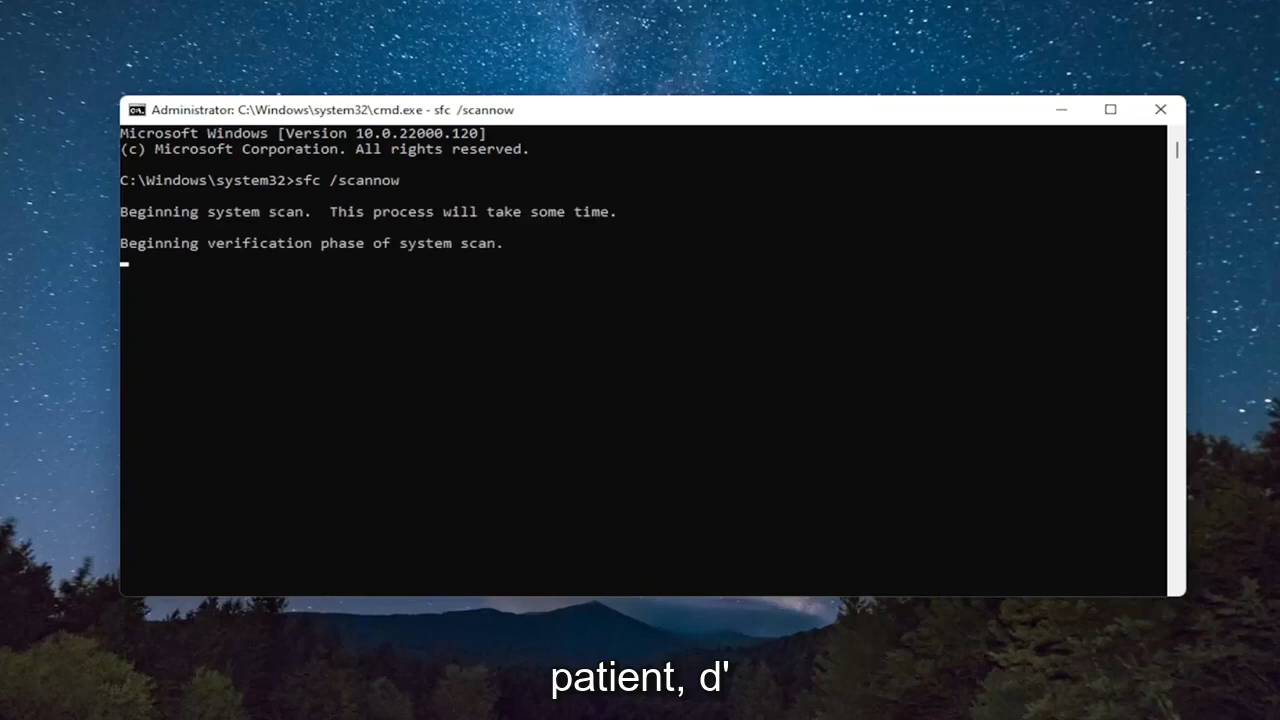 Administrator: C:\Windows\system32\cmd.exe - sfc /scannow
Microsoft Windows [Version 10.0.22000.120]
(c) Microsoft Corporation. All rights reserved.
C:\Windows\system32>sfc /scannow
Beginning system scan.  This process will take some time.
Beginning verification phase of system scan.
patient, d'